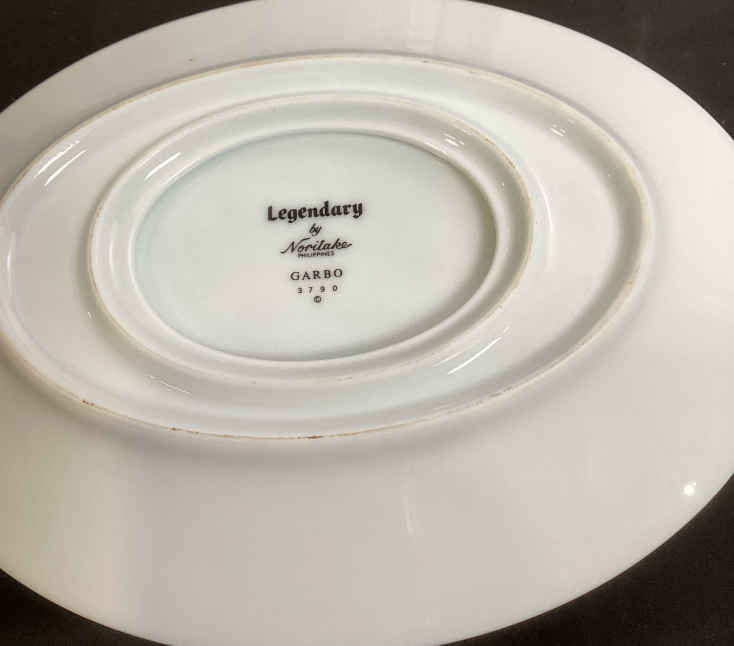 Legendary
by
Noritake
PHILIPPINES
GARBO
3790
©